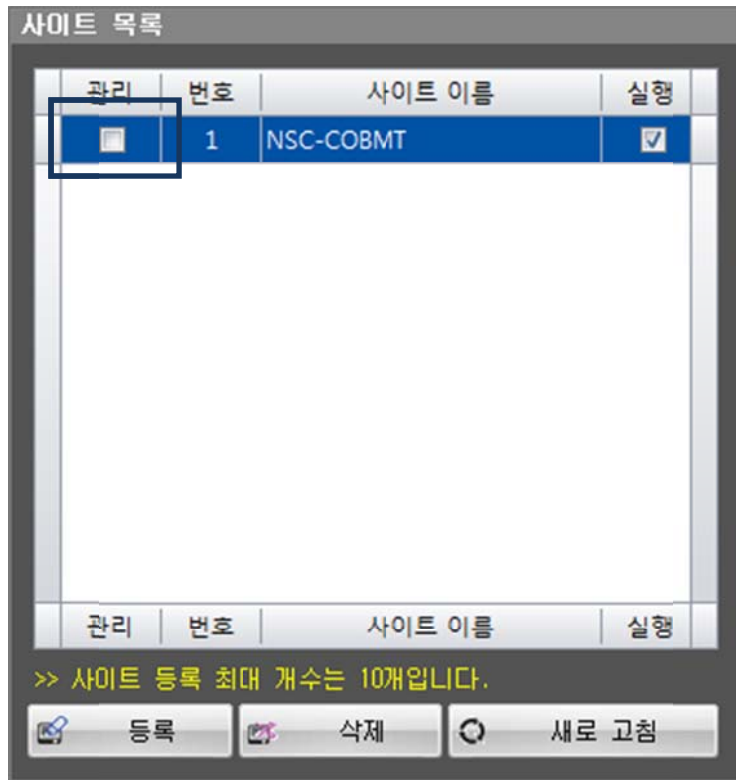 사이트 목록
관리 번호 사이트 이름 실행
1 NSC-COBMT
관리 번호 사이트 이름 실행
>> 사이트 등록 최대 개수는 10개입니다.
등록 삭제 새로 고침